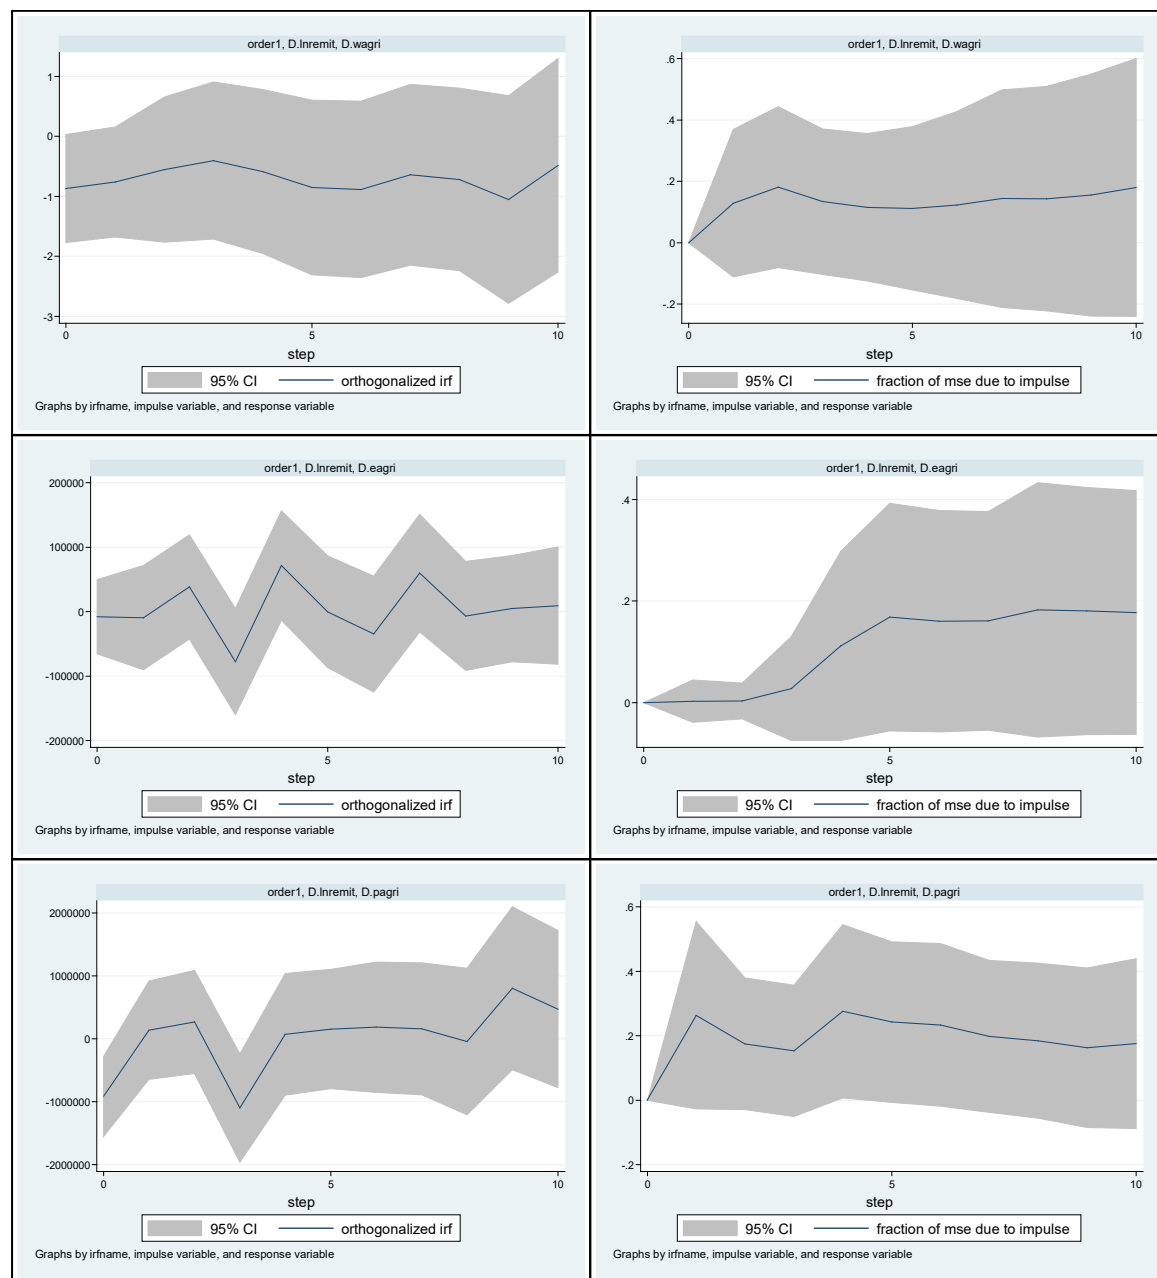 order1, D.lnremit, D.wagri
1
0
-1
-2
-3
0 5 10
step
95% CI orthogonalized irf
Graphs by irfname, impulse variable, and response variable
order1, D.lnremit, D.wagri
.6
.4
.2
0
-.2
0 5 10
step
95% CI fraction of mse due to impulse
Graphs by irfname, impulse variable, and response variable
order1, D.lnremit, D.eagri
200000
100000
0
-100000
-200000
0 5 10
step
95% CI orthogonalized irf
Graphs by irfname, impulse variable, and response variable
order1, D.lnremit, D.eagri
.4
.2
0
0 5 10
step
95% CI fraction of mse due to impulse
Graphs by irfname, impulse variable, and response variable
order1, D.lnremit, D.pagri
2000000
1000000
0
-1000000
-2000000
0 5 10
step
95% CI orthogonalized irf
Graphs by irfname, impulse variable, and response variable
order1, D.lnremit, D.pagri
.6
.4
.2
0
-.2
0 5 10
step
95% CI fraction of mse due to impulse
Graphs by irfname, impulse variable, and response variable